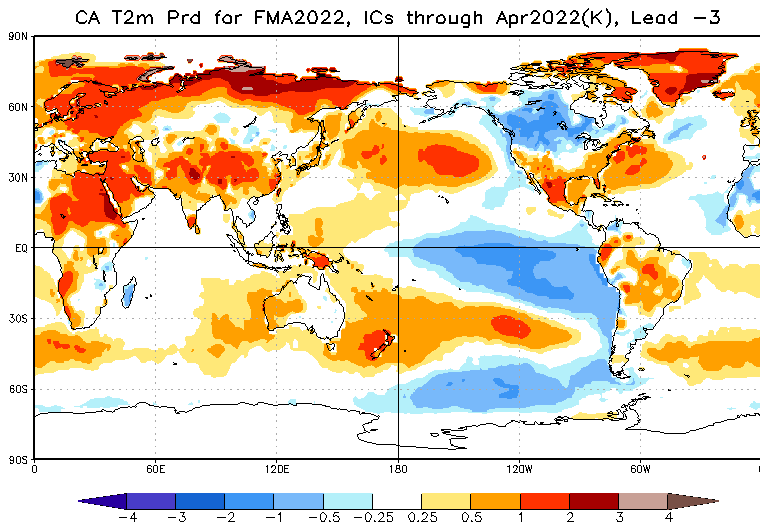 CA T2m Prd for FMA2022, ICs through Apr2022(K), Lead -3
90N
60N
30N
EQ
30S
60S
90S
0 60E 120E 180 120W 60W
-4 -3 -2 -1 -0.5 -0.25 0.25 0.5 1 2 3 4